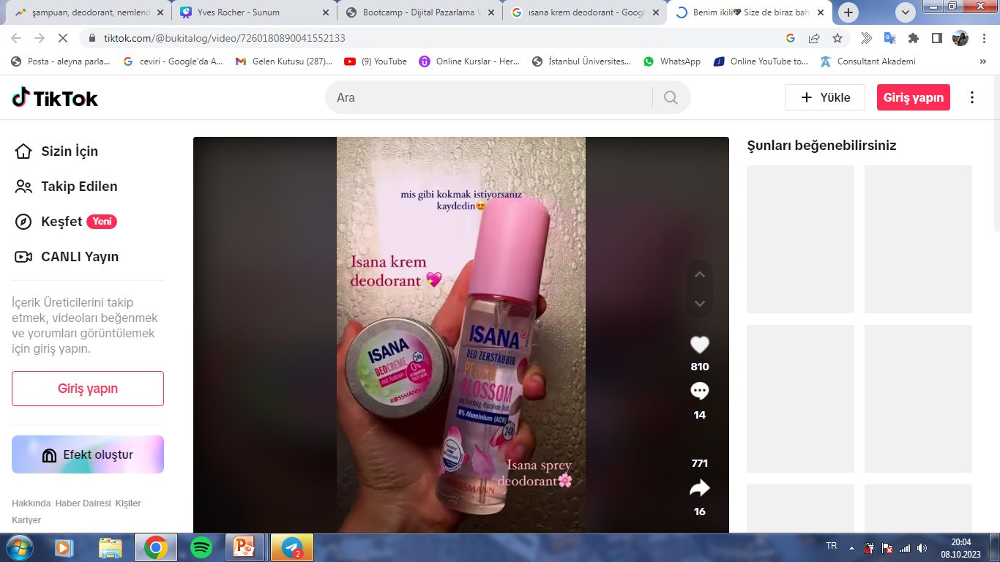 şampuan, deodorant, nemlend
Yves Rocher - Sunum
Bootcamp - Dijital Pazarlama V
ısana krem deodorant - Google
Benim ikili🖤 Size de biraz bah
tiktok.com/@bukitalog/video/7260180890041552133
Posta - aleyna parla...
ceviri - Google'da A...
Gelen Kutusu (287)...
(9) YouTube
Online Kurslar - Her...
İstanbul Üniversites...
WhatsApp
Online YouTube to...
Consultant Akademi
TikTok
Ara
Yükle
Giriş yapın
Sizin İçin
Takip Edilen
Keşfet Yeni
CANLI Yayın
İçerik Üreticilerini takip
etmek, videoları beğenmek
ve yorumları görüntülemek
için giriş yapın.
Giriş yapın
Efekt oluştur
Hakkında Haber Dairesi Kişiler
Kariyer
mis gibi kokmak istiyorsanız
kaydedin😍
Isana krem
deodorant 💖
ISANA
DEOCREME
24h
mit Natron
0%
ROSSMANN
ISANA
DEO ZERSTÄUBER
PEACH
BLOSSOM
0% Aluminium (ACH)
24h
ROSSMANN
Isana sprey
deodorant🌸
810
14
771
16
Şunları beğenebilirsiniz
2
TR
20:04
08.10.2023